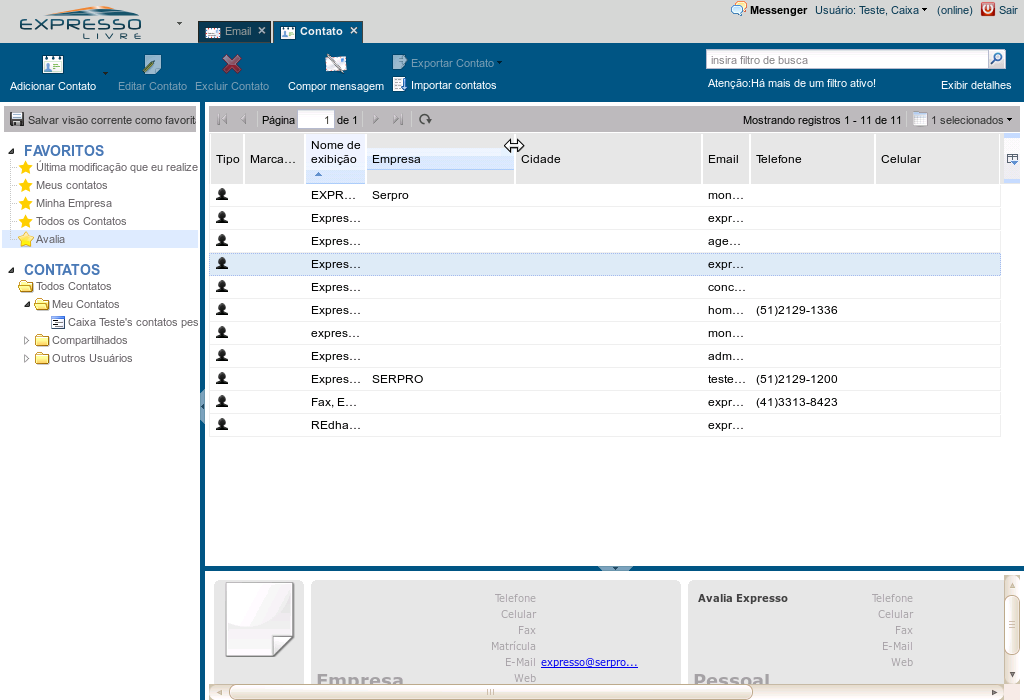 EXPRESSO
LIVRE
Email
Contato
Messenger
Usuário: Teste, Caixa
(online)
Sair
Adicionar Contato
Editar Contato
Excluir Contato
Compor mensagem
Exportar Contato
Importar contatos
insira filtro de busca
Atenção:Há mais de um filtro ativo!
Exibir detalhes
Salvar visão corrente como favorit
FAVORITOS
Última modificação que eu realize
Meus contatos
Minha Empresa
Todos os Contatos
Avalia
CONTATOS
Todos Contatos
Meu Contatos
Caixa Teste's contatos pes
Compartilhados
Outros Usuários
Página 1 de 1
Mostrando registros 1 - 11 de 11
1 selecionados
Tipo Marca... Nome de exibição Empresa Cidade Email Telefone Celular
EXPR... Serpro mon...
Expres... expr...
Expres... age...
Expres... expr...
Expres... conc...
Expres... hom... (51)2129-1336
expres... mon...
Expres... adm...
Expres... SERPRO teste... (51)2129-1200
Fax, E... expr... (41)3313-8423
REdha... expr...
Telefone
Celular
Fax
Matrícula
E-Mail expresso@serpro...
Web
Empresa
Avalia Expresso
Telefone
Celular
Fax
E-Mail
Web
Pessoal